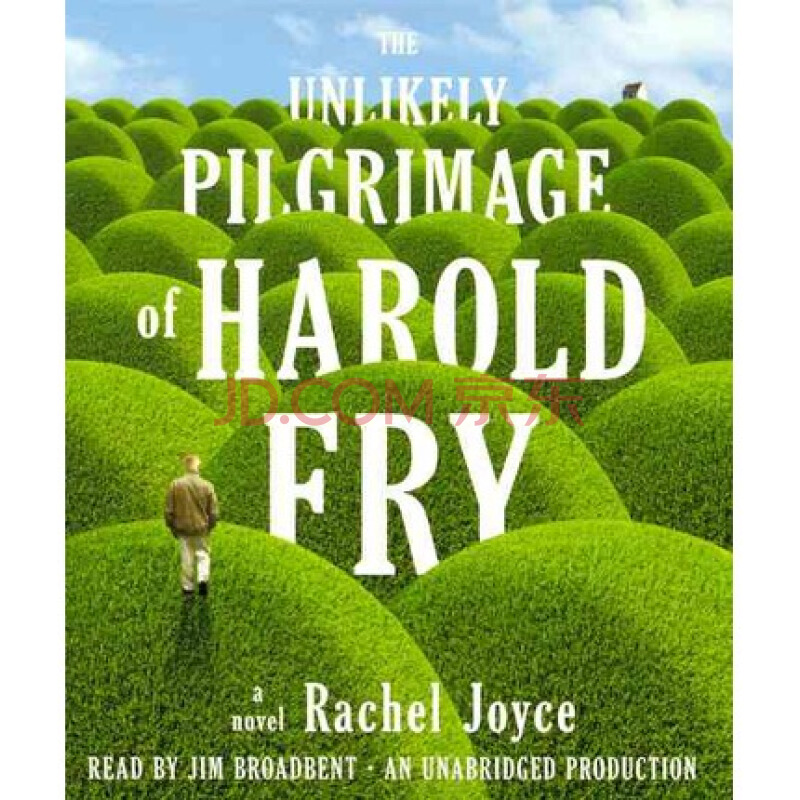 THE
UNLIKELY
PILGRIMAGE
of HAROLD
JD.COM 京东
FRY
a
novel Rachel Joyce
READ BY JIM BROADBENT · AN UNABRIDGED PRODUCTION